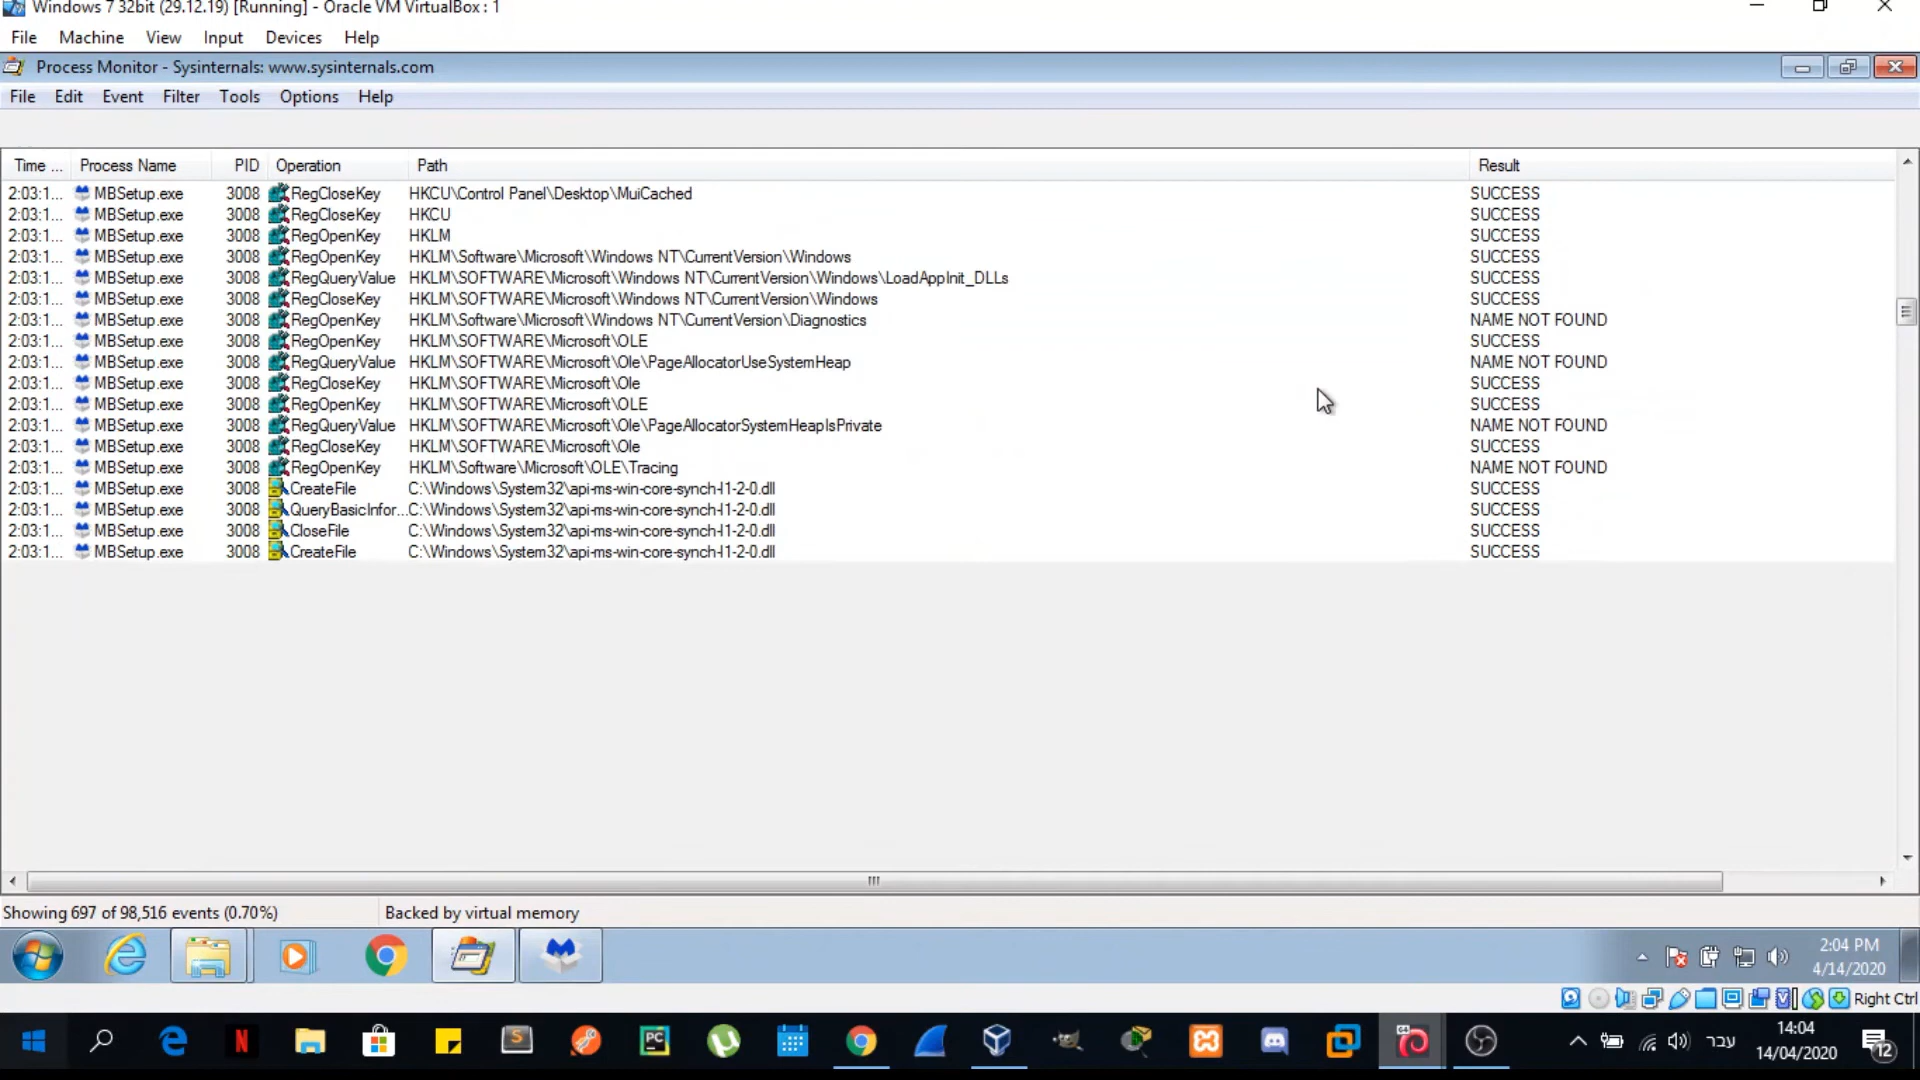 Windows 7 32bit (29.12.19) [Running] - Oracle VM VirtualBox : 1
File Machine View Input Devices Help
Process Monitor - Sysinternals: www.sysinternals.com
File Edit Event Filter Tools Options Help
Time ... Process Name PID Operation Path Result
2:03:1... MBSetup.exe 3008 RegCloseKey HKCU\Control Panel\Desktop\MuiCached SUCCESS
2:03:1... MBSetup.exe 3008 RegCloseKey HKCU SUCCESS
2:03:1... MBSetup.exe 3008 RegOpenKey HKLM SUCCESS
2:03:1... MBSetup.exe 3008 RegOpenKey HKLM\Software\Microsoft\Windows NT\CurrentVersion\Windows SUCCESS
2:03:1... MBSetup.exe 3008 RegQueryValue HKLM\SOFTWARE\Microsoft\Windows NT\CurrentVersion\Windows\LoadAppInit_DLLs SUCCESS
2:03:1... MBSetup.exe 3008 RegCloseKey HKLM\SOFTWARE\Microsoft\Windows NT\CurrentVersion\Windows SUCCESS
2:03:1... MBSetup.exe 3008 RegOpenKey HKLM\Software\Microsoft\Windows NT\CurrentVersion\Diagnostics NAME NOT FOUND
2:03:1... MBSetup.exe 3008 RegOpenKey HKLM\SOFTWARE\Microsoft\OLE SUCCESS
2:03:1... MBSetup.exe 3008 RegQueryValue HKLM\SOFTWARE\Microsoft\Ole\PageAllocatorUseSystemHeap NAME NOT FOUND
2:03:1... MBSetup.exe 3008 RegCloseKey HKLM\SOFTWARE\Microsoft\Ole SUCCESS
2:03:1... MBSetup.exe 3008 RegOpenKey HKLM\SOFTWARE\Microsoft\OLE SUCCESS
2:03:1... MBSetup.exe 3008 RegQueryValue HKLM\SOFTWARE\Microsoft\Ole\PageAllocatorSystemHeapIsPrivate NAME NOT FOUND
2:03:1... MBSetup.exe 3008 RegCloseKey HKLM\SOFTWARE\Microsoft\Ole SUCCESS
2:03:1... MBSetup.exe 3008 RegOpenKey HKLM\Software\Microsoft\OLE\Tracing NAME NOT FOUND
2:03:1... MBSetup.exe 3008 CreateFile C:\Windows\System32\api-ms-win-core-synch-l1-2-0.dll SUCCESS
2:03:1... MBSetup.exe 3008 QueryBasicInfor... C:\Windows\System32\api-ms-win-core-synch-l1-2-0.dll SUCCESS
2:03:1... MBSetup.exe 3008 CloseFile C:\Windows\System32\api-ms-win-core-synch-l1-2-0.dll SUCCESS
2:03:1... MBSetup.exe 3008 CreateFile C:\Windows\System32\api-ms-win-core-synch-l1-2-0.dll SUCCESS
Showing 697 of 98,516 events (0.70%) Backed by virtual memory
2:04 PM
4/14/2020
Right Ctrl
עבר
14:04
14/04/2020
12